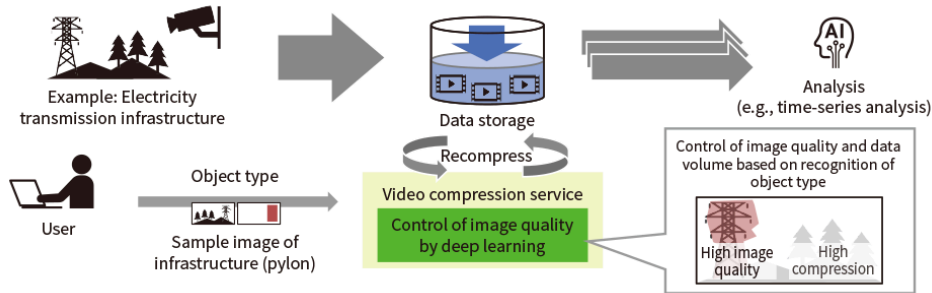 Example: Electricity
transmission infrastructure
Data storage
AI
Analysis
(e.g., time-series analysis)
User
Object type
Sample image of
infrastructure (pylon)
Recompress
Video compression service
Control of image quality
by deep learning
Control of image quality and data
volume based on recognition of
object type
High image
quality
High
compression